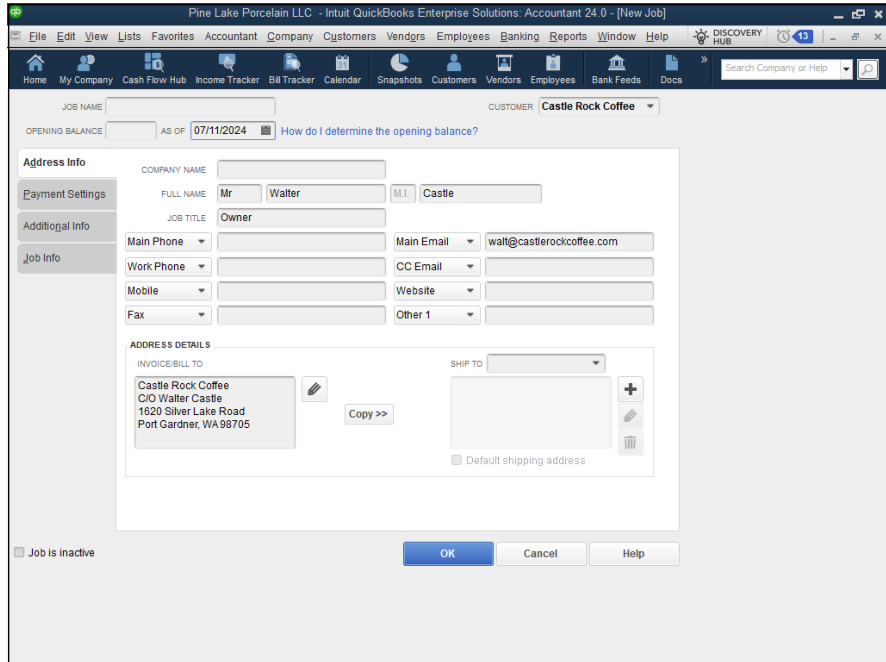 qb
Pine Lake Porcelain LLC - Intuit QuickBooks Enterprise Solutions: Accountant 24.0 - [New Job]
File Edit View Lists Favorites Accountant Company Customers Vendors Employees Banking Reports Window Help DISCOVERY HUB 13
Home My Company Cash Flow Hub Income Tracker Bill Tracker Calendar Snapshots Customers Vendors Employees Bank Feeds Docs » Search Company or Help
JOB NAME CUSTOMER Castle Rock Coffee
OPENING BALANCE AS OF 07/11/2024 How do I determine the opening balance?
Address Info
Payment Settings
Additional Info
Job Info
COMPANY NAME
FULL NAME Mr Walter M.I. Castle
JOB TITLE Owner
Main Phone Main Email walt@castlerockcoffee.com
Work Phone CC Email
Mobile Website
Fax Other 1
ADDRESS DETAILS
INVOICE/BILL TO SHIP TO
Castle Rock Coffee
C/O Walter Castle
1620 Silver Lake Road
Port Gardner, WA 98705
Copy >>
Default shipping address
Job is inactive OK Cancel Help